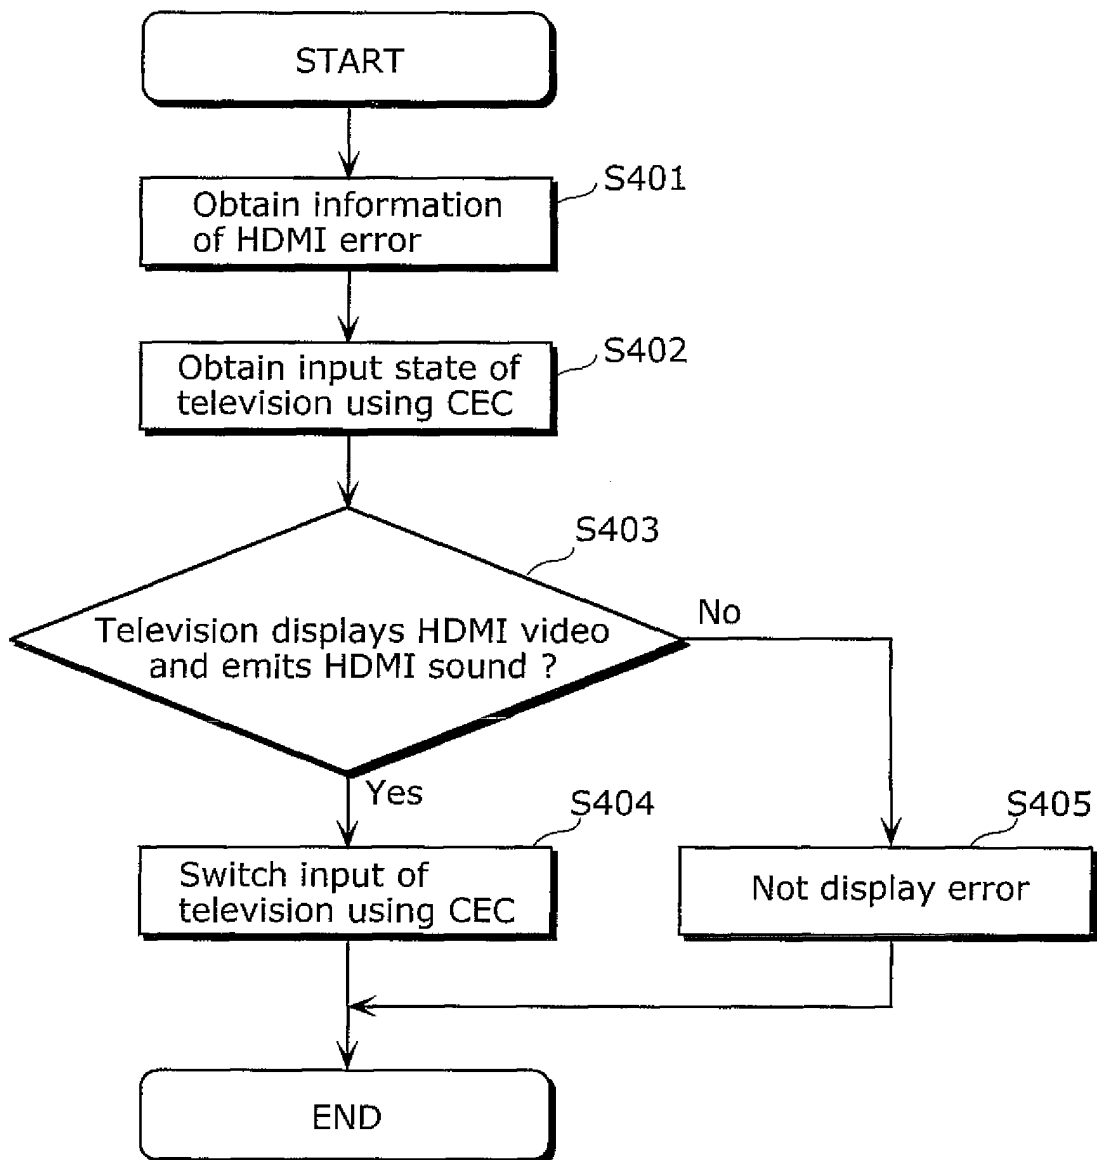 START
S401
Obtain information
of HDMI error
S402
Obtain input state of
television using CEC
S403
Television displays HDMI video
and emits HDMI sound ?
No
Yes
S404
Switch input of
television using CEC
S405
Not display error
END